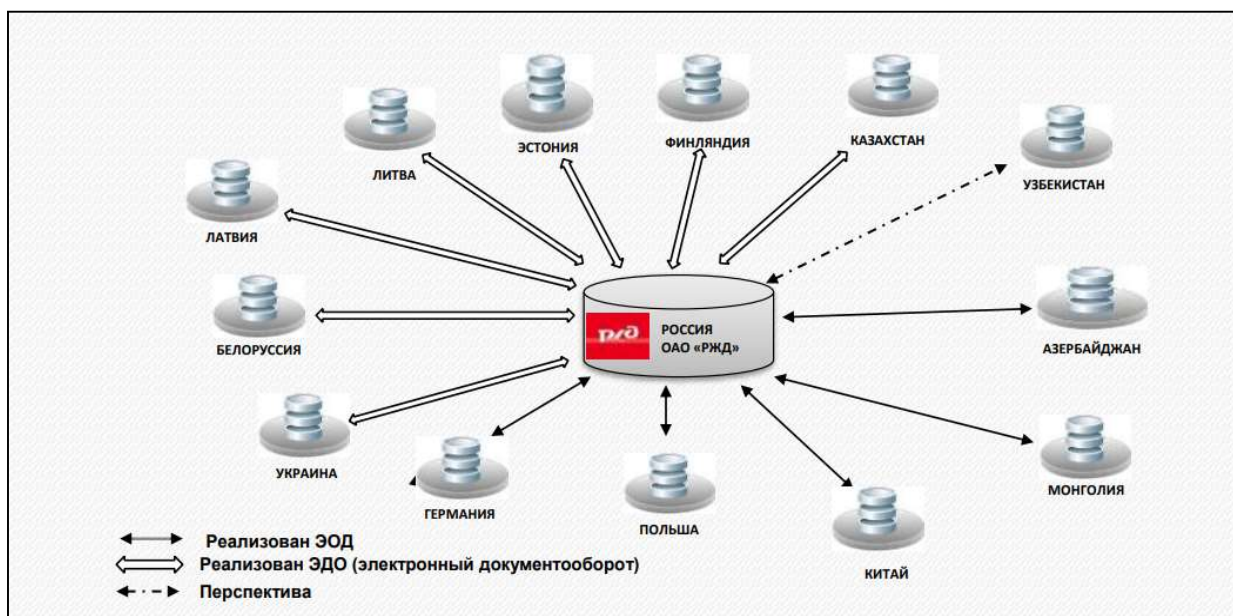 ЭСТОНИЯ
ФИНЛЯНДИЯ
КАЗАХСТАН
ЛИТВА
УЗБЕКИСТАН
ЛАТВИЯ
БЕЛОРУССИЯ
РЖД
РОССИЯ
ОАО «РЖД»
АЗЕРБАЙДЖАН
УКРАИНА
ГЕРМАНИЯ
ПОЛЬША
КИТАЙ
МОНГОЛИЯ
Реализован ЭОД
Реализован ЭДО (электронный документооборот)
Перспектива